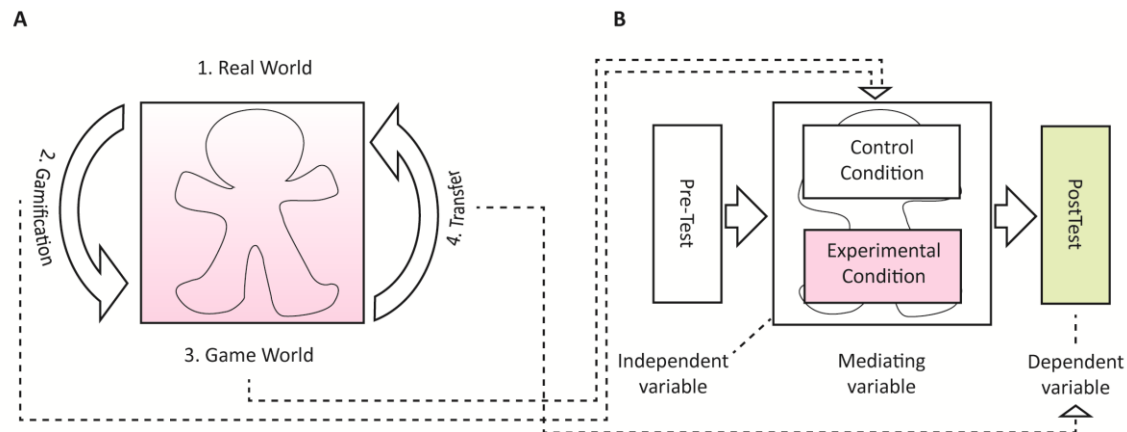 A
1. Real World
2. Gamification
4. Transfer
3. Game World
B
Pre-Test
Control
Condition
Experimental
Condition
PostTest
Independent
variable
Mediating
variable
Dependent
variable